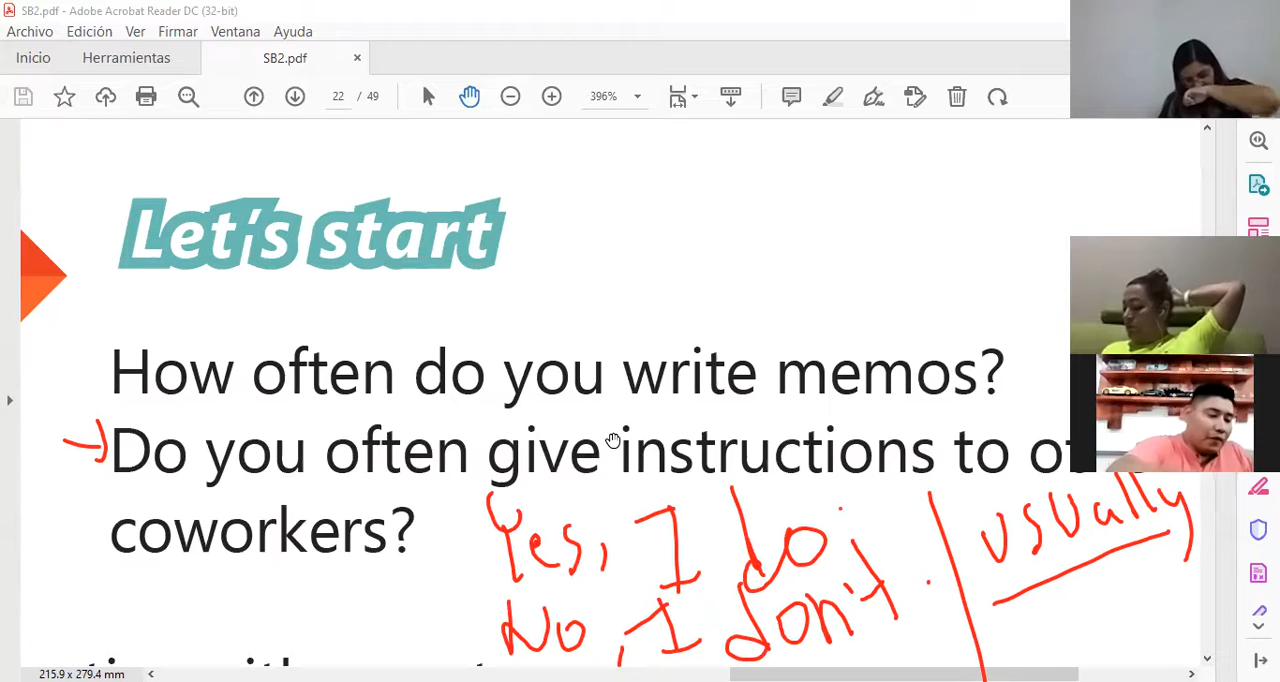 SB2.pdf - Adobe Acrobat Reader DC (32-bit)
Archivo Edición Ver Firmar Ventana Ayuda
Inicio Herramientas SB2.pdf ×
22 / 49 396%
Let's start
How often do you write memos?
Do you often give instructions to
coworkers?
Yes, I do. usually
No, I don't.
215.9 x 279.4 mm